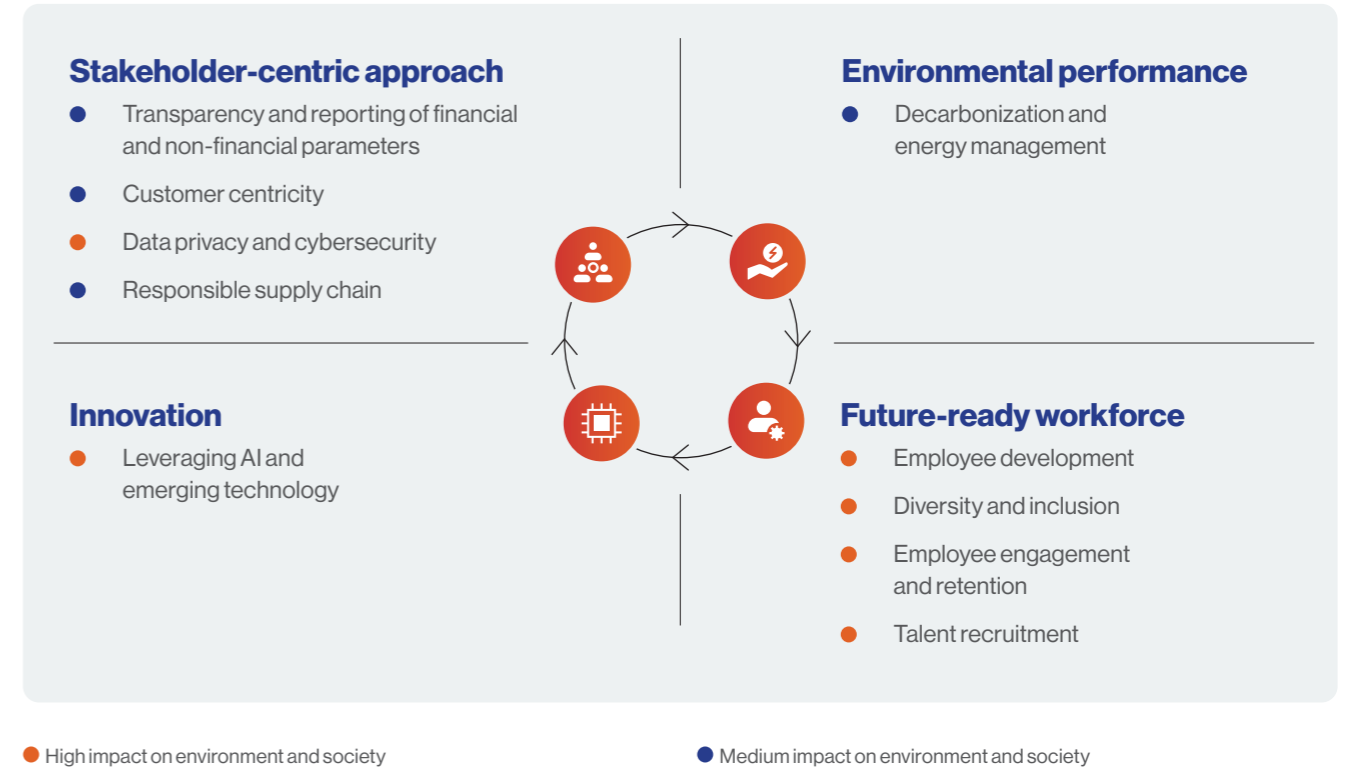 Stakeholder-centric approach
Transparency and reporting of financial
and non-financial parameters
Customer centricity
Data privacy and cybersecurity
Responsible supply chain
Environmental performance
Decarbonization and
energy management
Innovation
Leveraging AI and
emerging technology
Future-ready workforce
Employee development
Diversity and inclusion
Employee engagement
and retention
Talent recruitment
High impact on environment and society
Medium impact on environment and society